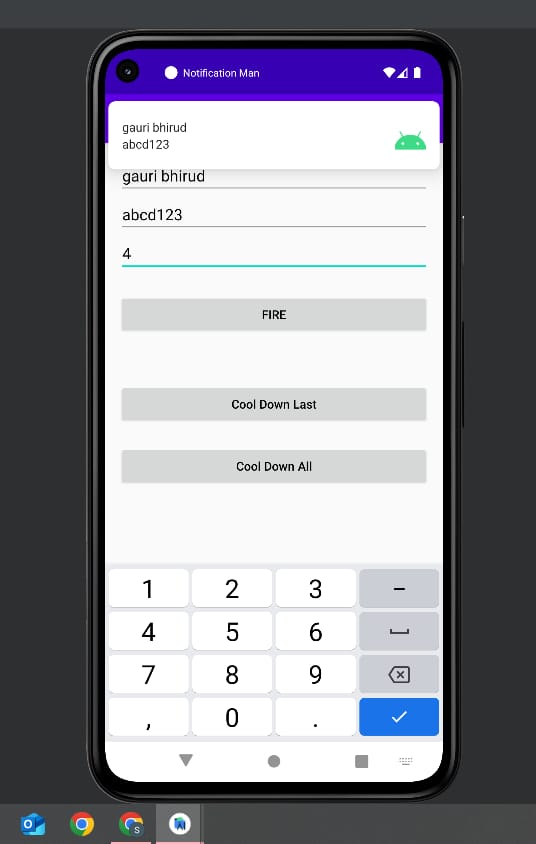 Notification Man
gauri bhirud
abcd123
gauri bhirud
abcd123
4
FIRE
Cool Down Last
Cool Down All
1 2 3 –
4 5 6
7 8 9
, 0 .